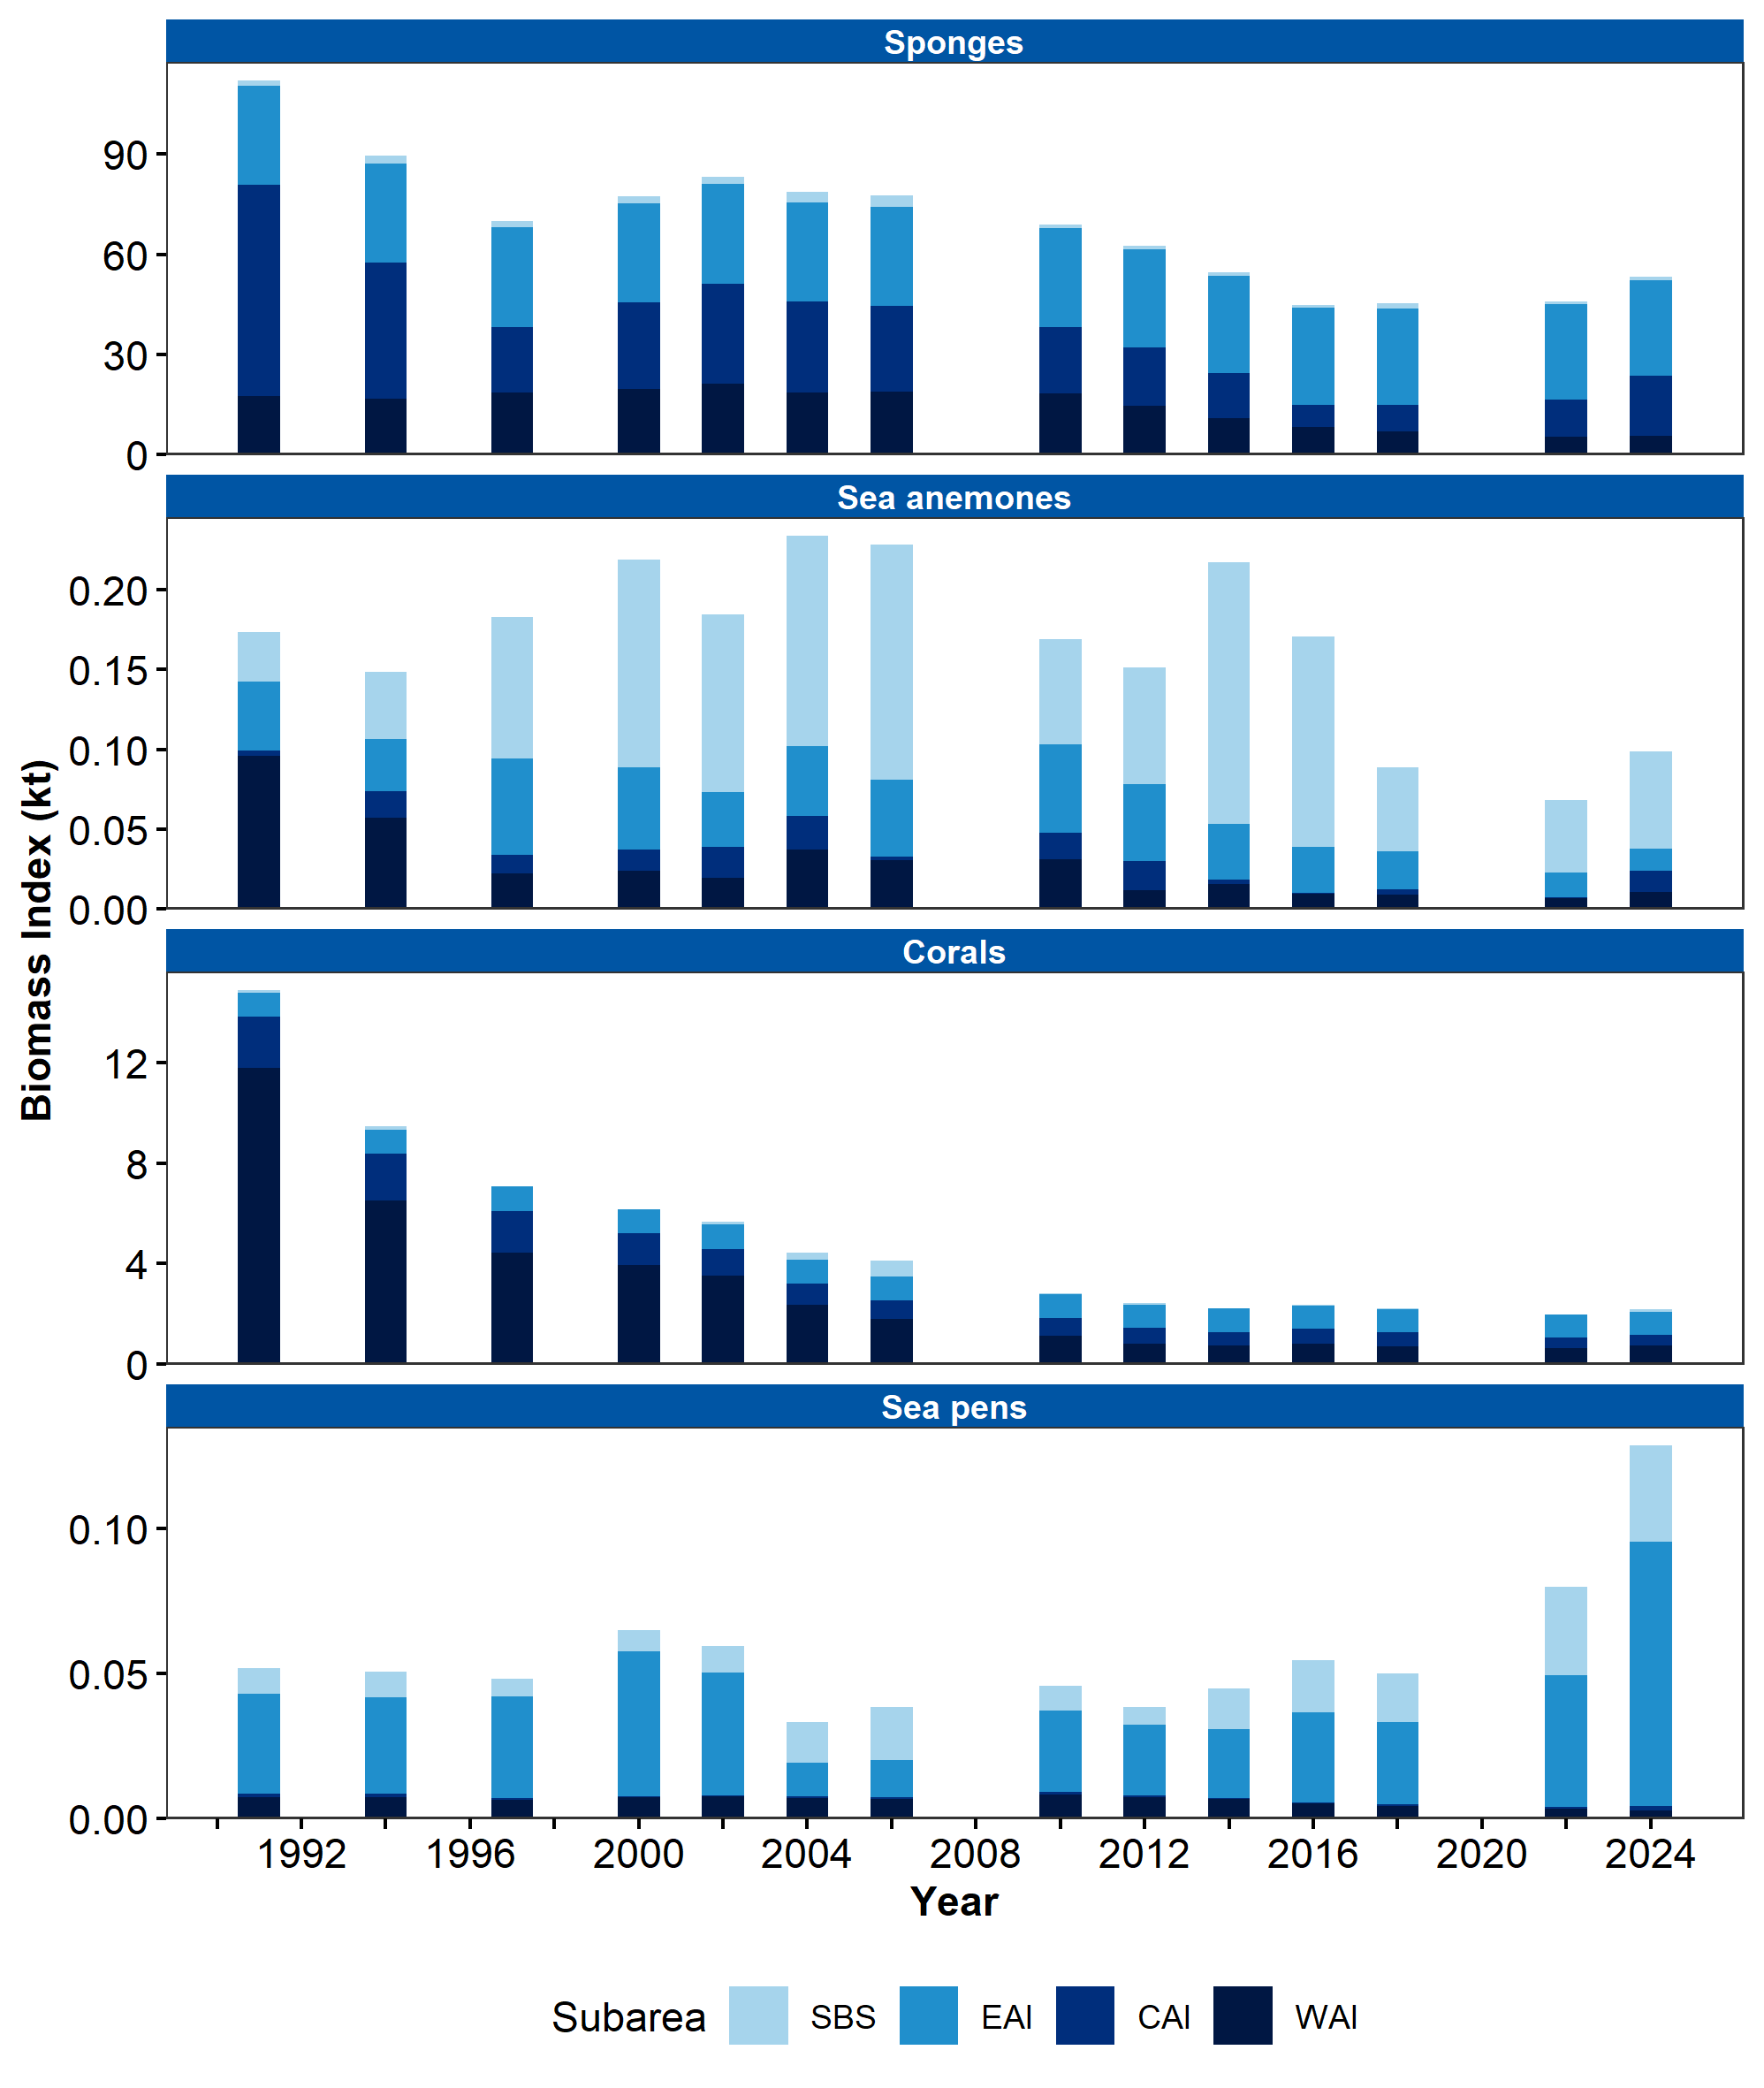 Sponges
90
60
30
0
Sea anemones
0.20
0.15
0.10
0.05
0.00
Corals
12
8
4
0
Sea pens
0.10
0.05
0.00
Biomass Index (kt)
1992 1996 2000 2004 2008 2012 2016 2020 2024
Year
Subarea SBS EAI CAI WAI